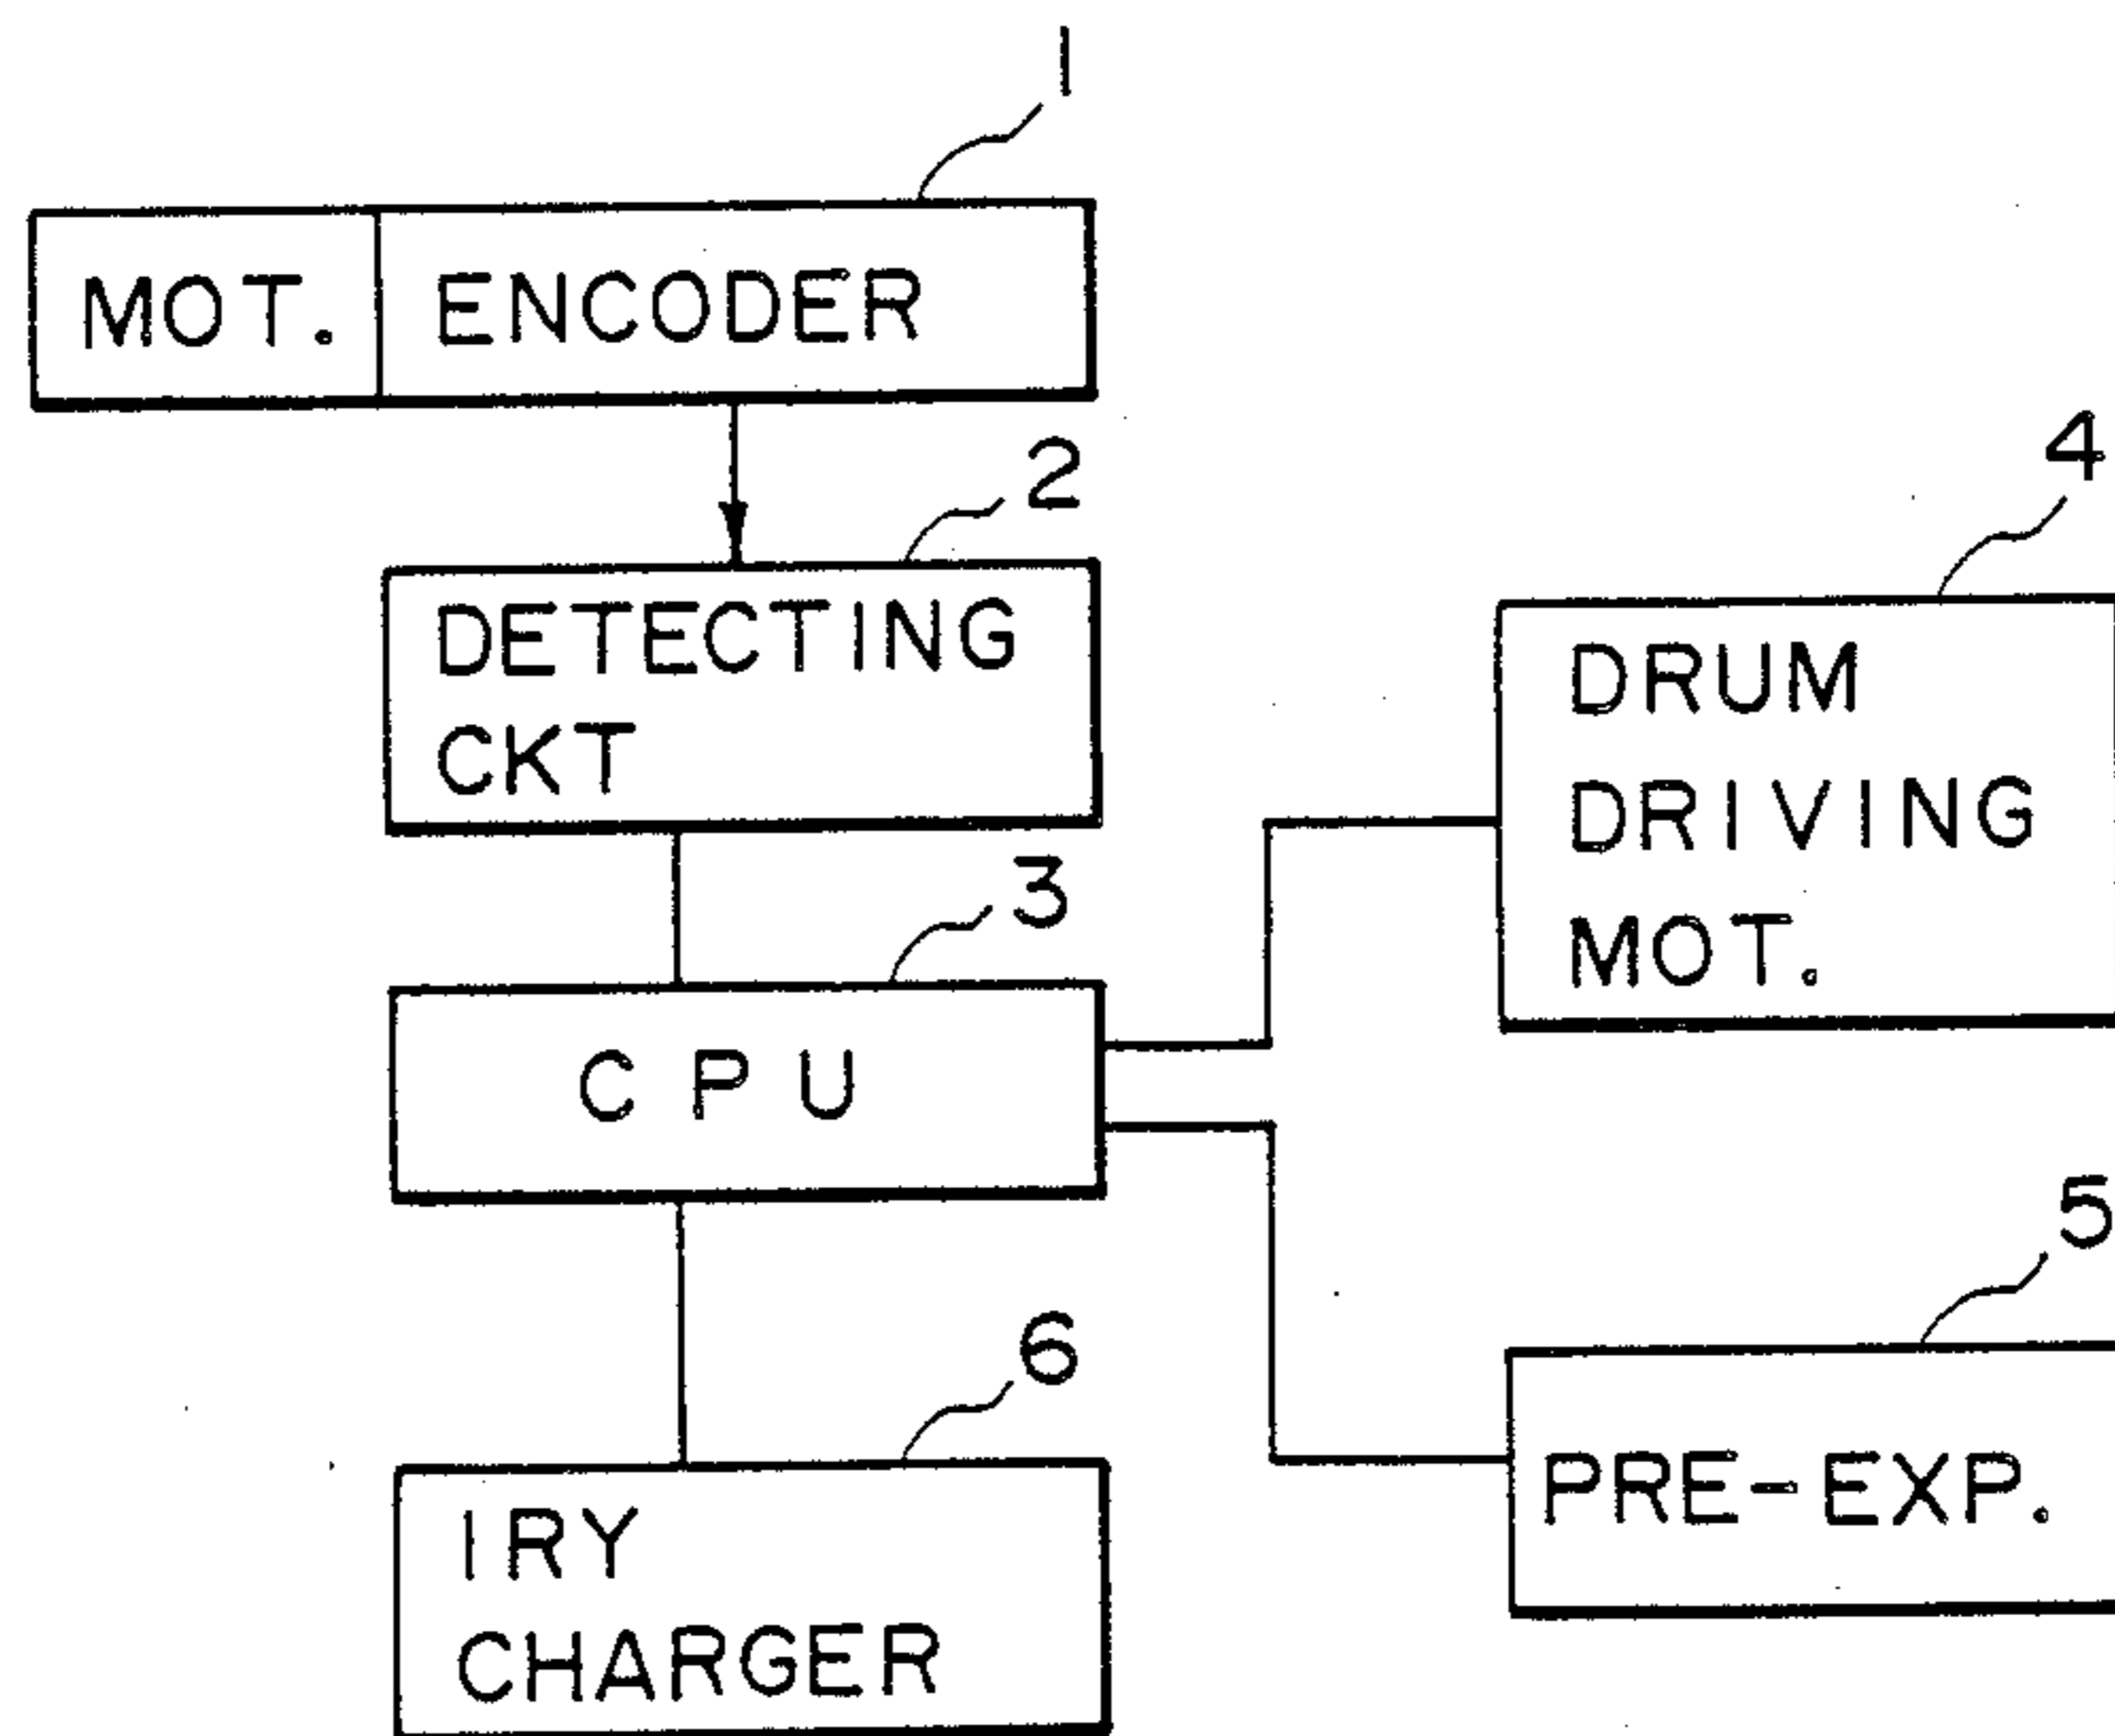 1
MOT. ENCODER
2
DETECTING
CKT
3
CPU
4
DRUM
DRIVING
MOT.
5
PRE-EXP.
6
IRY
CHARGER